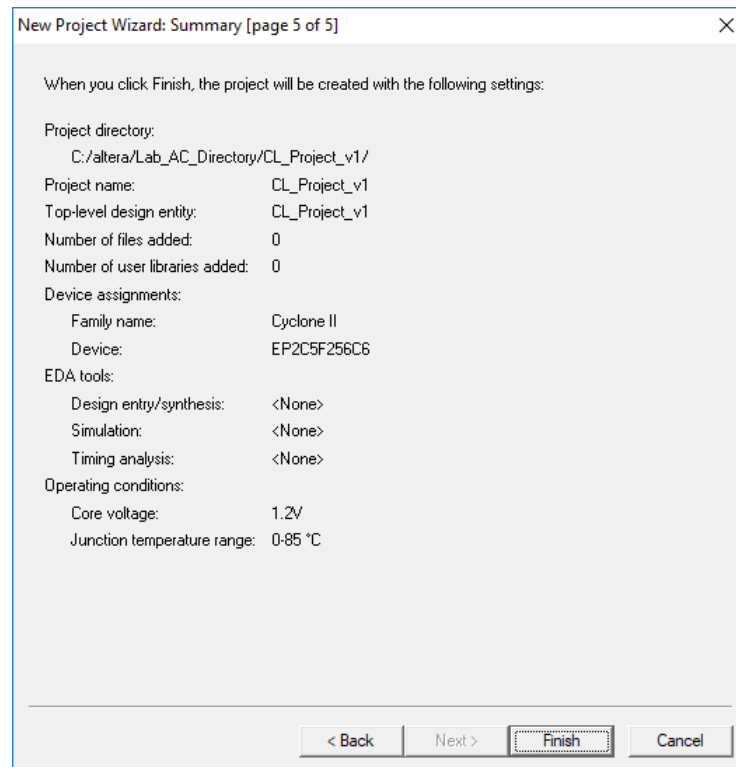 New Project Wizard: Summary [page 5 of 5]
When you click Finish, the project will be created with the following settings:
Project directory:
C:/altera/Lab_AC_Directory/CL_Project_v1/
Project name: CL_Project_v1
Top-level design entity: CL_Project_v1
Number of files added: 0
Number of user libraries added: 0
Device assignments:
Family name: Cyclone II
Device: EP2C5F256C6
EDA tools:
Design entry/synthesis: <None>
Simulation: <None>
Timing analysis: <None>
Operating conditions:
Core voltage: 1.2V
Junction temperature range: 0-85 °C
< Back Next > Finish Cancel